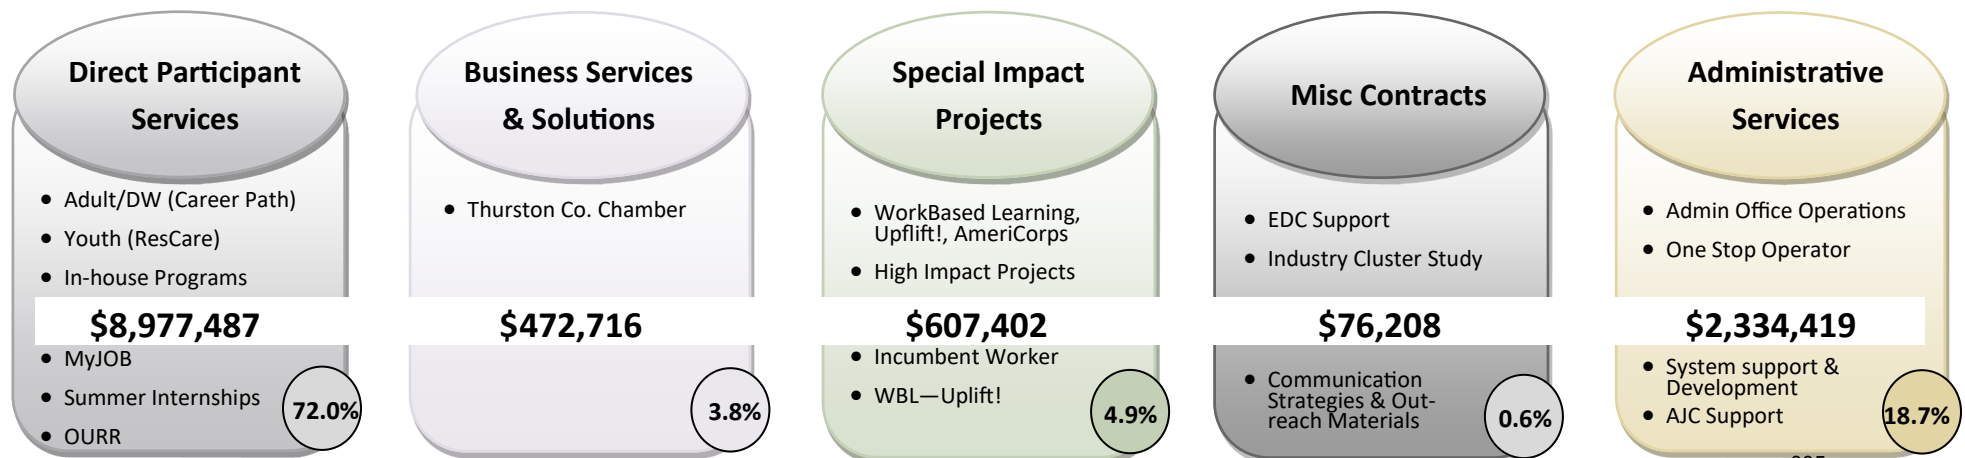 Direct Participant
Services
• Adult/DW (Career Path)
• Youth (ResCare)
• In-house Programs
$8,977,487
• MyJOB
• Summer Internships
• OURR
72.0%
Business Services
& Solutions
• Thurston Co. Chamber
$472,716
3.8%
Special Impact
Projects
• WorkBased Learning,
Upflift!, AmeriCorps
• High Impact Projects
$607,402
• Incumbent Worker
• WBL—Uplift!
4.9%
Misc Contracts
• EDC Support
• Industry Cluster Study
$76,208
• Communication
Strategies & Out-
reach Materials
0.6%
Administrative
Services
• Admin Office Operations
• One Stop Operator
$2,334,419
• System support &
Development
• AJC Support
18.7%